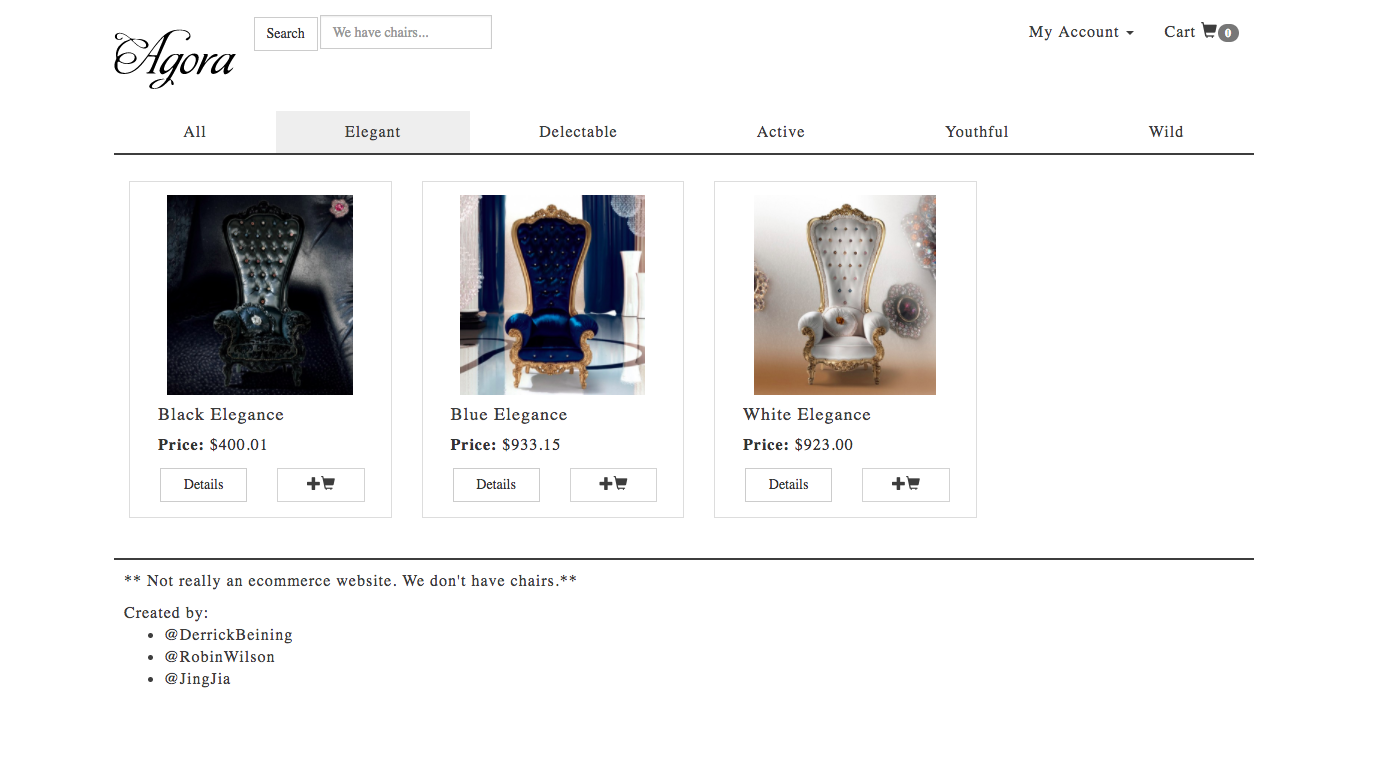 Agora
Search
We have chairs...
My Account
Cart 0
All Elegant Delectable Active Youthful Wild
Black Elegance
Price: $400.01
Details
Blue Elegance
Price: $933.15
Details
White Elegance
Price: $923.00
Details
** Not really an ecommerce website. We don't have chairs.**
Created by:
• @DerrickBeining
• @RobinWilson
• @JingJia